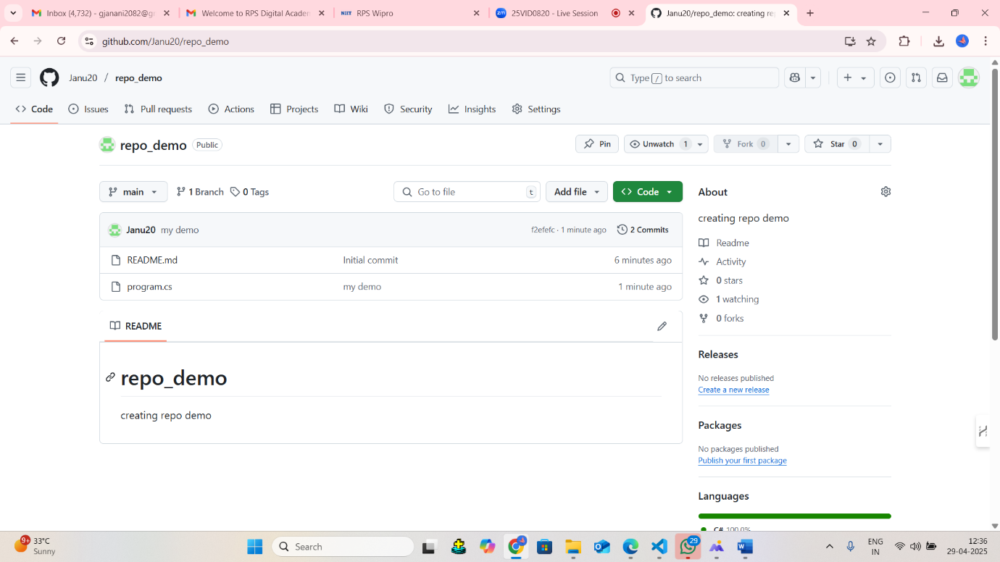 Inbox (4,732) - gjanani2082@g
Welcome to RPS Digital Academ
NIIT RPS Wipro
zm 25VID0820 - Live Session
Janu20/repo_demo: creating re
github.com/Janu20/repo_demo
Janu20 / repo_demo
Type / to search
Code Issues Pull requests Actions Projects Wiki Security Insights Settings
repo_demo Public
Pin Unwatch 1 Fork 0 Star 0
main 1 Branch 0 Tags Go to file t Add file Code
About
Janu20 my demo f2efefc · 1 minute ago 2 Commits
creating repo demo
README.md Initial commit 6 minutes ago
program.cs my demo 1 minute ago
Readme
Activity
0 stars
1 watching
0 forks
README
repo_demo
creating repo demo
Releases
No releases published
Create a new release
Packages
No packages published
Publish your first package
Languages
C# 100.0%
9+ 33°C
Sunny
Search
29
ENG
IN
12:36
29-04-2025